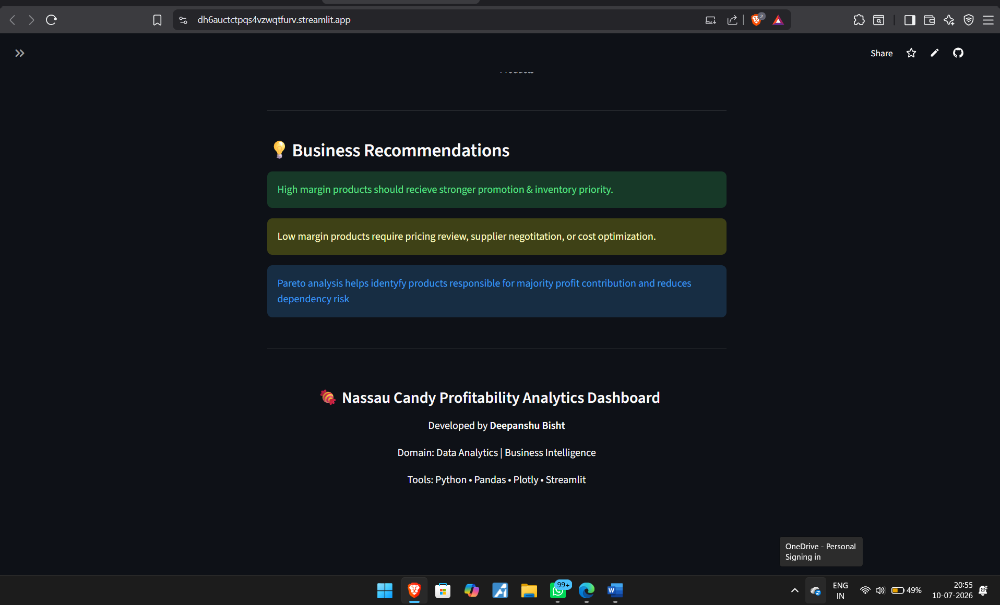 dh6auctctpqs4vzwqtfurv.streamlit.app
2
Share
Products
💡 Business Recommendations
High margin products should recieve stronger promotion & inventory priority.
Low margin products require pricing review, supplier negotitation, or cost optimization.
Pareto analysis helps identyfy products responsible for majority profit contribution and reduces
dependency risk
🍬 Nassau Candy Profitability Analytics Dashboard
Developed by Deepanshu Bisht
Domain: Data Analytics | Business Intelligence
Tools: Python • Pandas • Plotly • Streamlit
OneDrive - Personal
Signing in
99+
ENG
IN
49%
20:55
10-07-2026